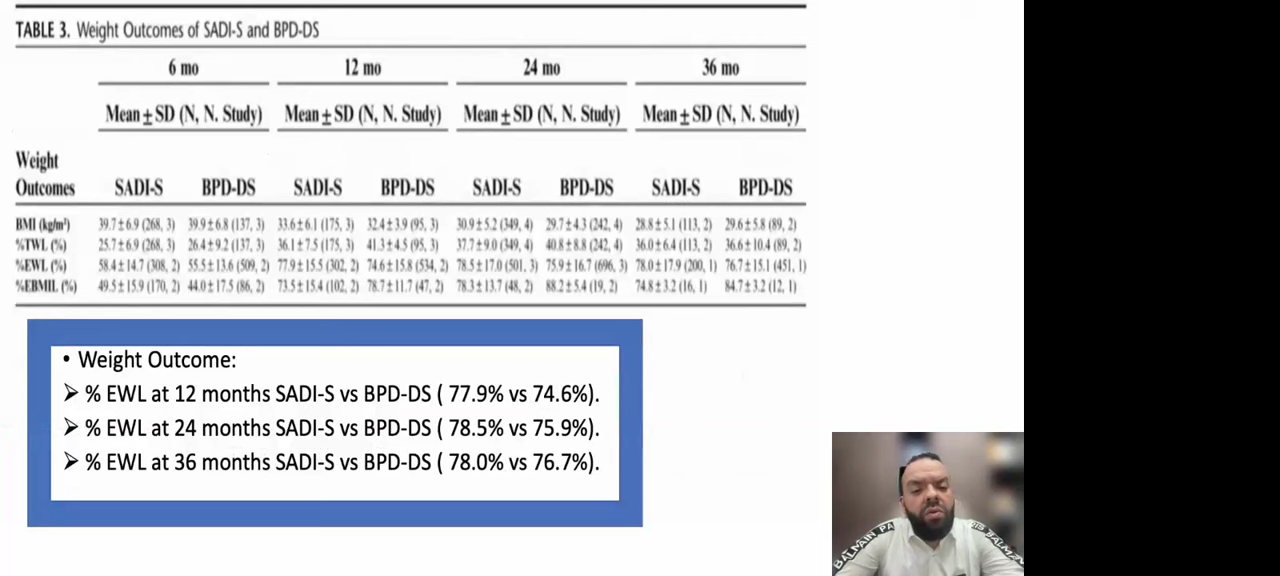 TABLE 3. Weight Outcomes of SADI-S and BPD-DS
6 mo 12 mo 24 mo 36 mo
Mean ± SD (N, N. Study) Mean ± SD (N, N. Study) Mean ± SD (N, N. Study) Mean ± SD (N, N. Study)
Weight
Outcomes SADI-S BPD-DS SADI-S BPD-DS SADI-S BPD-DS SADI-S BPD-DS
BMI (kg/m²) 39.7±6.9 (268, 3) 39.9±6.8 (137, 3) 33.6±6.1 (175, 3) 32.4±3.9 (95, 3) 30.9±5.2 (349, 4) 29.7±4.3 (242, 4) 28.8±5.1 (113, 2) 29.6±5.8 (89, 2)
%TWL (%) 25.7±6.9 (268, 3) 26.4±9.2 (137, 3) 36.1±7.5 (175, 3) 41.3±4.5 (95, 3) 37.7±9.0 (349, 4) 40.8±8.8 (242, 4) 36.0±6.4 (113, 2) 36.6±10.4 (89, 2)
%EWL (%) 58.4±14.7 (308, 2) 55.5±13.6 (509, 2) 77.9±15.5 (302, 2) 74.6±15.8 (534, 2) 78.5±17.0 (501, 3) 75.9±16.7 (696, 3) 78.0±17.9 (200, 1) 76.7±15.1 (451, 1)
%EBMIL (%) 49.5±15.9 (170, 2) 44.0±17.5 (86, 2) 73.5±15.4 (102, 2) 78.7±11.7 (47, 2) 78.3±13.7 (48, 2) 88.2±5.4 (19, 2) 74.8±3.2 (16, 1) 84.7±3.2 (12, 1)
• Weight Outcome:
➢ % EWL at 12 months SADI-S vs BPD-DS ( 77.9% vs 74.6%).
➢ % EWL at 24 months SADI-S vs BPD-DS ( 78.5% vs 75.9%).
➢ % EWL at 36 months SADI-S vs BPD-DS ( 78.0% vs 76.7%).
BALMAIN PA
IS BALMAIN